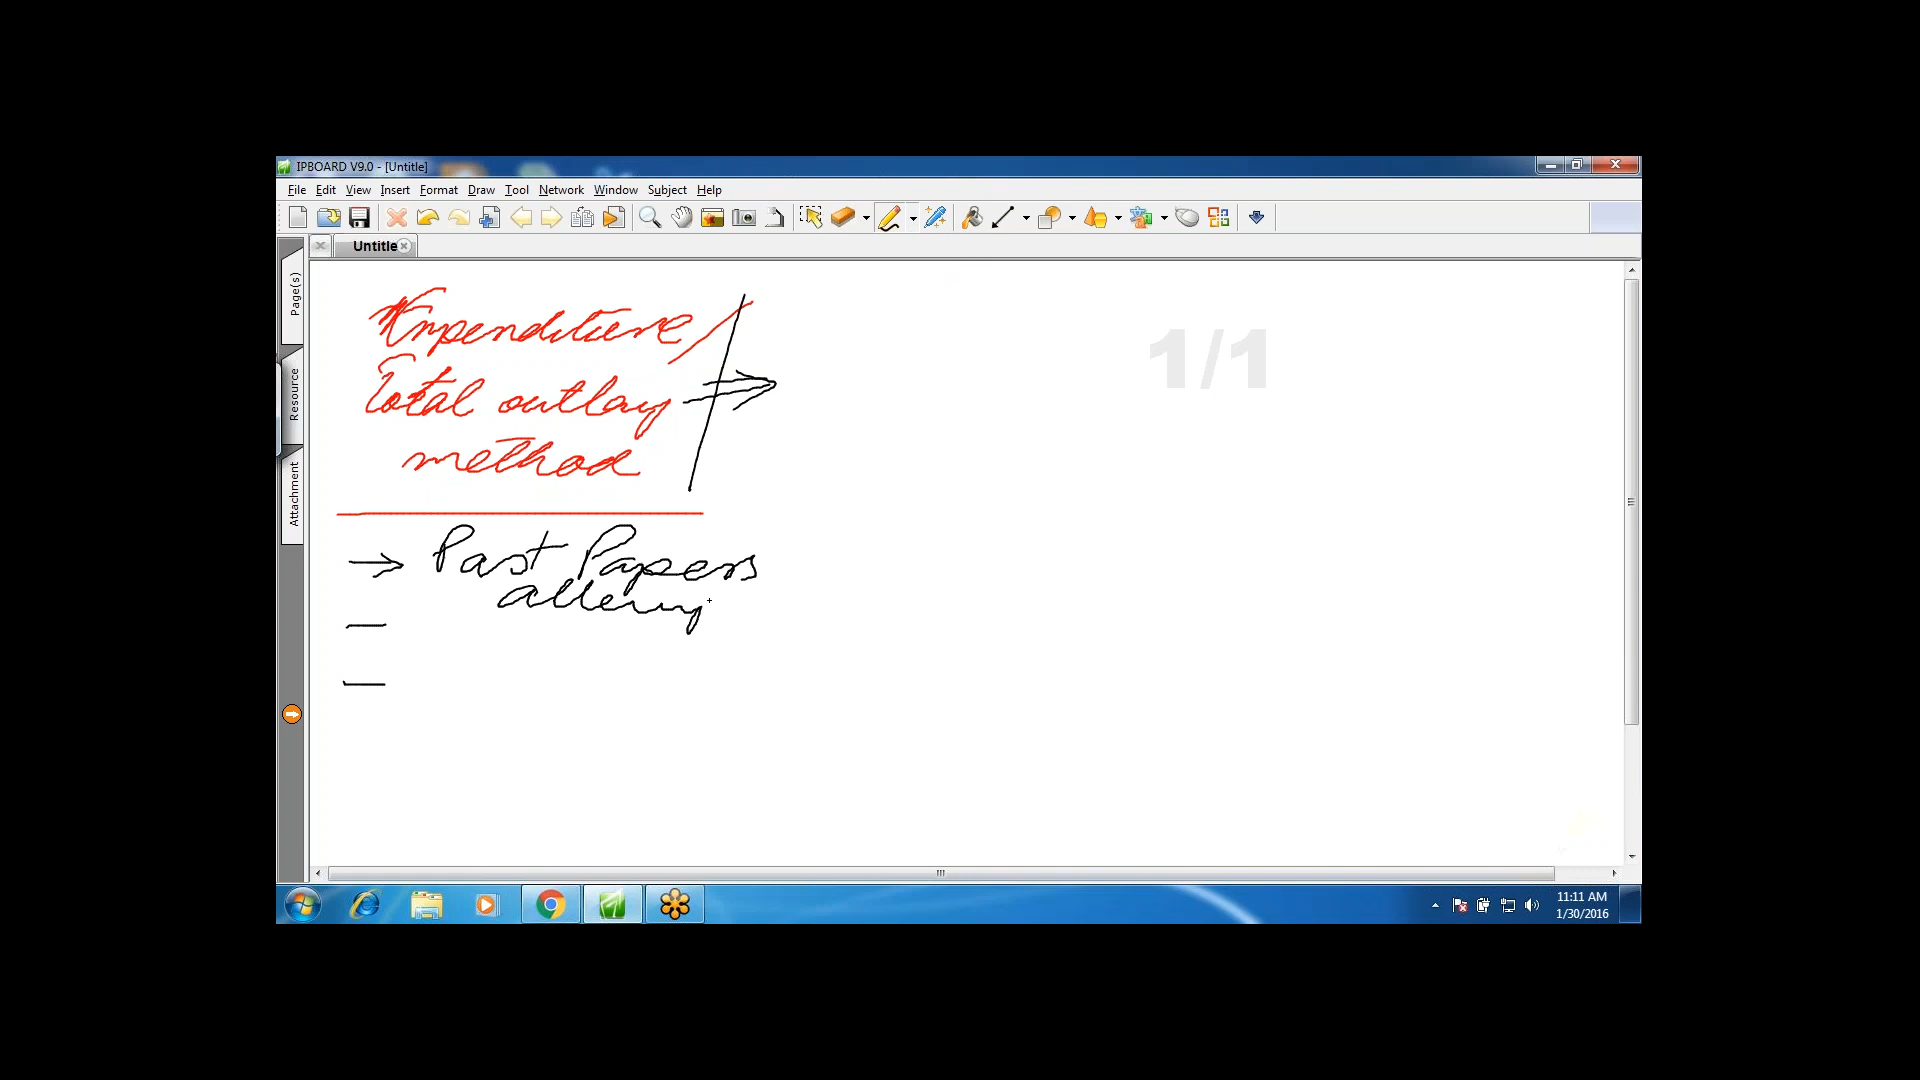 IPBOARD V9.0 - [Untitle]
File Edit View Insert Format Draw Tool Network Window Subject Help
Untitle
Page(s)
Resource
Attachment
1/1
Expenditure/
Total outlay
method
Past Papers
11:11 AM
1/30/2016